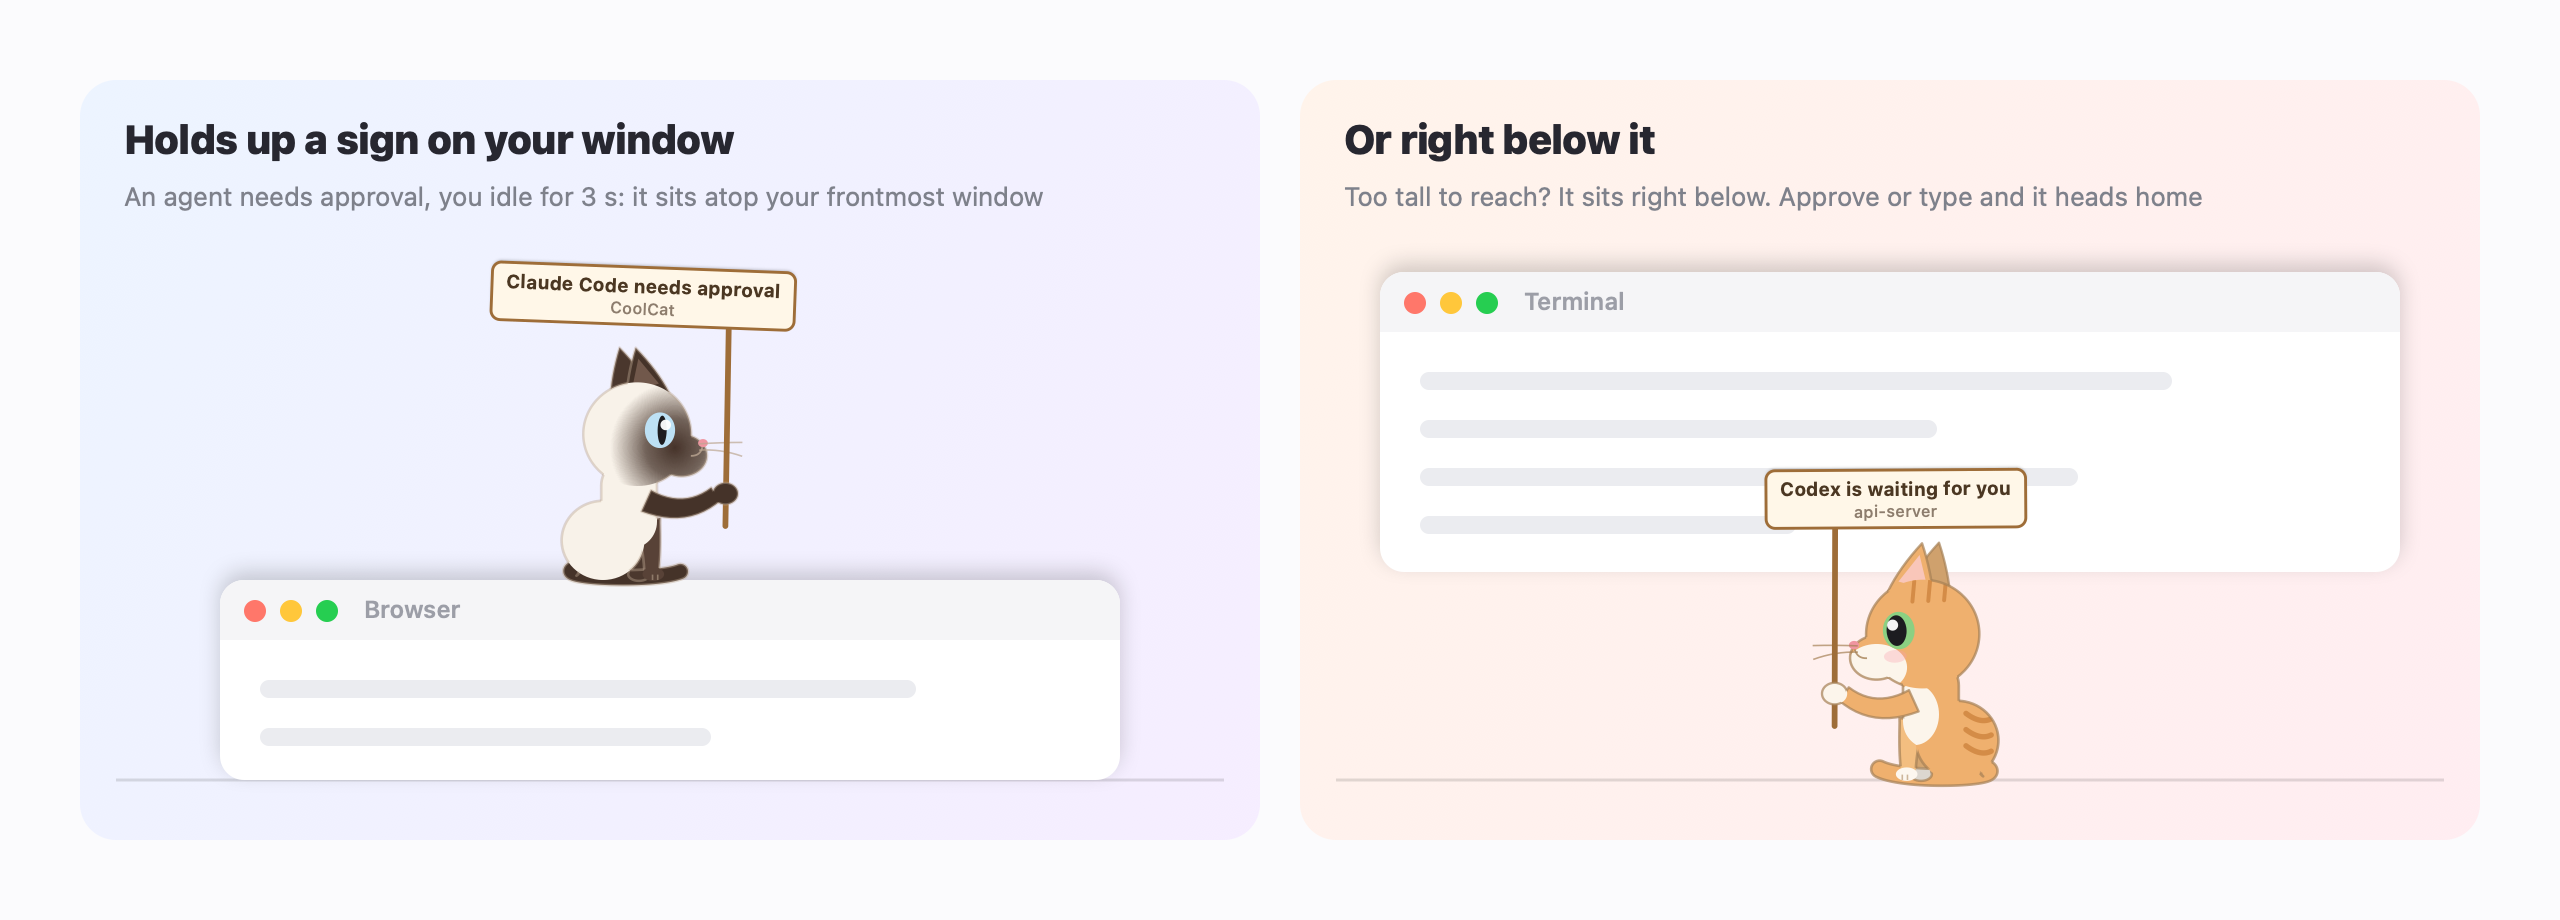 Holds up a sign on your window
An agent needs approval, you idle for 3 s: it sits atop your frontmost window
Claude Code needs approval
CoolCat
Browser
Or right below it
Too tall to reach? It sits right below. Approve or type and it heads home
Terminal
Codex is waiting for you
api-server